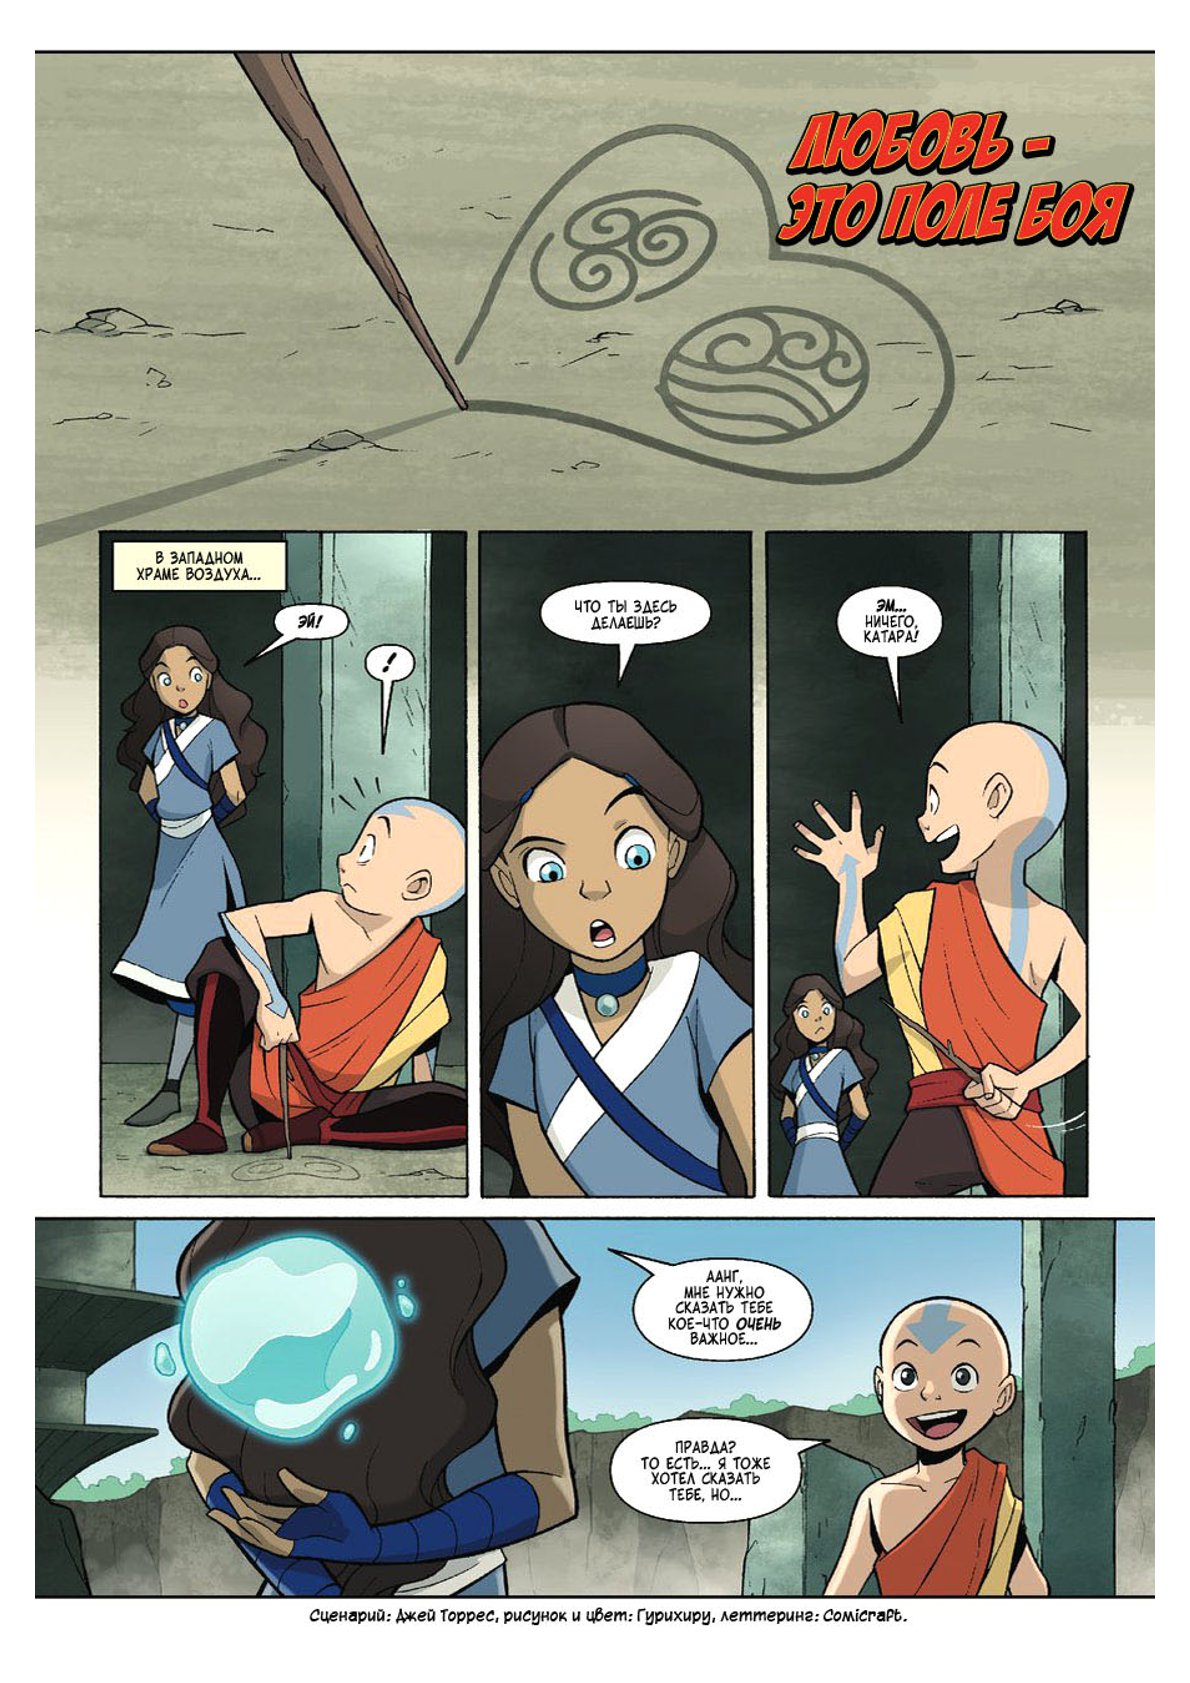 ЛЮБОВЬ -
ЭТО ПОЛЕ БОЯ
В ЗАПАДНОМ
ХРАМЕ ВОЗДУХА...
ЭЙ!
!
ЧТО ТЫ ЗДЕСЬ
ДЕЛАЕШЬ?
ЭМ...
НИЧЕГО,
КАТАРА!
ААНГ,
МНЕ НУЖНО
СКАЗАТЬ ТЕБЕ
КОЕ-ЧТО ОЧЕНЬ
ВАЖНОЕ...
ПРАВДА?
ТО ЕСТЬ... Я ТОЖЕ
ХОТЕЛ СКАЗАТЬ
ТЕБЕ, НО...
Сценарий: Джей Торрес, рисунок и цвет: Гурихиру, леттеринг: Comicraft.